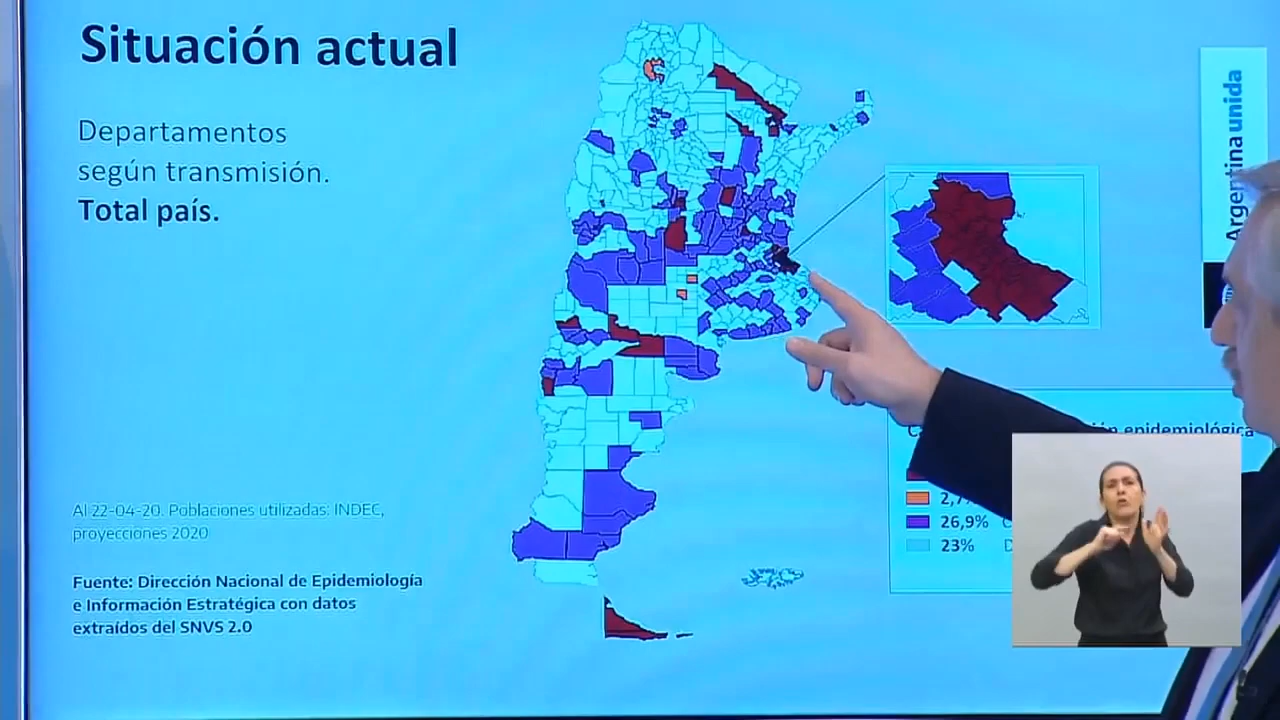 Situación actual
Departamentos
según transmisión.
Total país.
Al 22-04-20. Poblaciones utilizadas: INDEC,
proyecciones 2020
Fuente: Dirección Nacional de Epidemiología
e Información Estratégica con datos
extraídos del SNVS 2.0
Argentina unida
epidemiológica
26,9%
23%